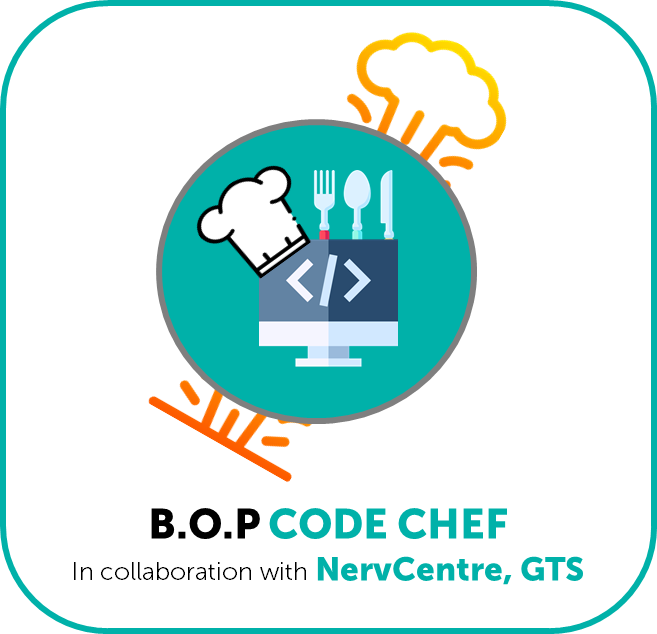 </>
B.O.P CODE CHEF
In collaboration with NervCentre, GTS